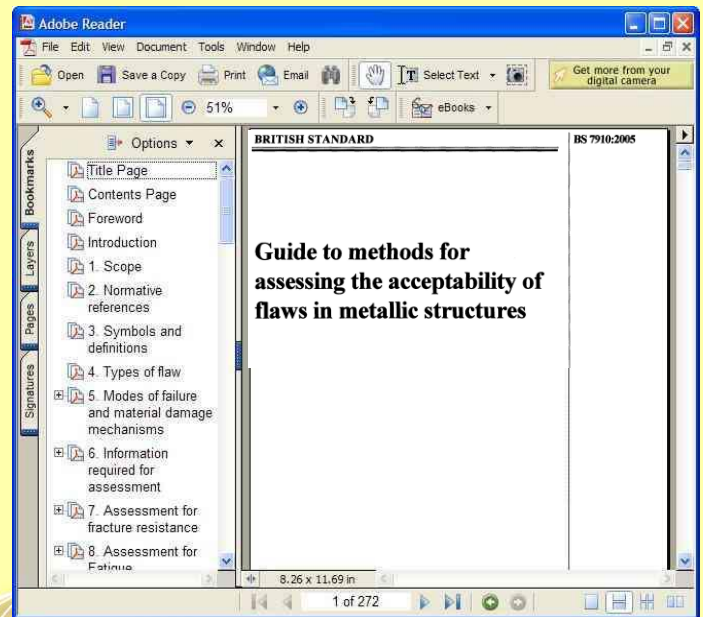 Adobe Reader
File Edit View Document Tools Window Help
Open Save a Copy Print Email Select Text Get more from your
digital camera
51% eBooks
Options
Bookmarks
Layers
Pages
Signatures
Title Page
Contents Page
Foreword
Introduction
1. Scope
2. Normative
references
3. Symbols and
definitions
4. Types of flaw
5. Modes of failure
and material damage
mechanisms
6. Information
required for
assessment
7. Assessment for
fracture resistance
8. Assessment for
Fatigue
BRITISH STANDARD BS 7910:2005
Guide to methods for
assessing the acceptability of
flaws in metallic structures
8.26 x 11.69 in
1 of 272